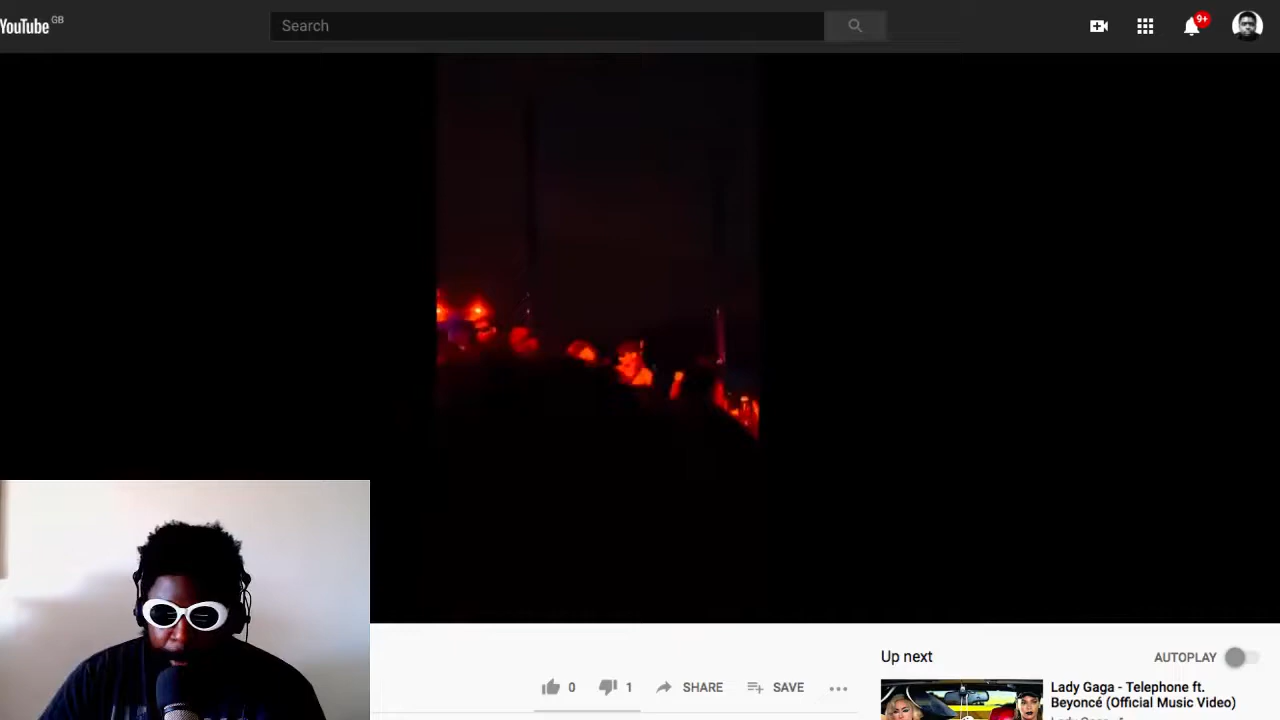 YouTube GB
Search
9+
0
1
SHARE
SAVE
Up next
AUTOPLAY
Lady Gaga - Telephone ft.
Beyoncé (Official Music Video)